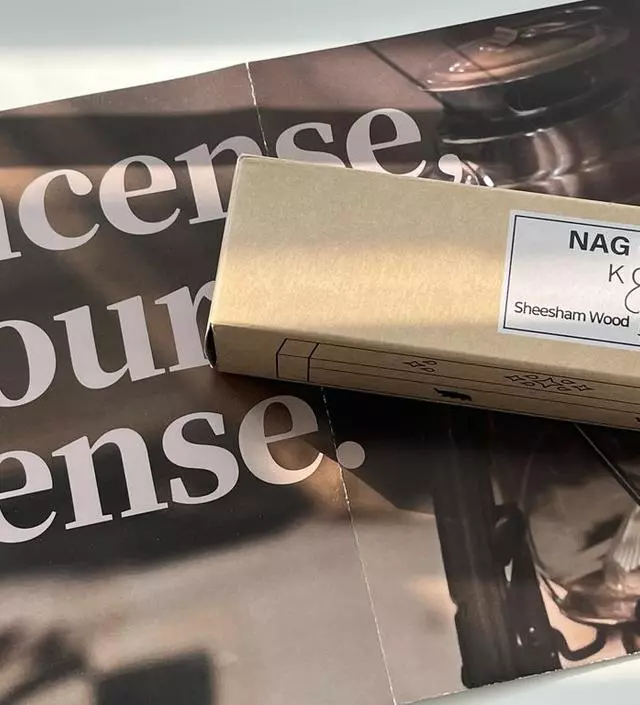 ncense,
our
ense.
NAG
K &
Sheesham Wood